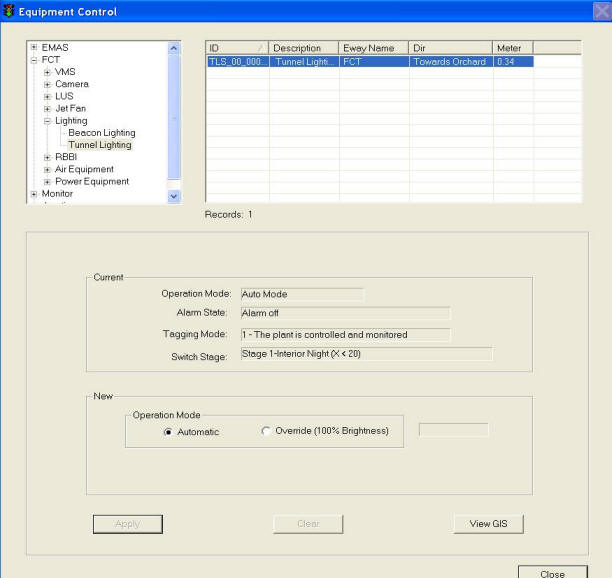 Equipment Control
EMAS
FCT
VMS
Camera
LUS
Jet Fan
Lighting
Beacon Lighting
Tunnel Lighting
RBBI
Air Equipment
Power Equipment
Monitor
ID / Description Eway Name Dir Meter
TLS_00_000... Tunnel Lighti... FCT Towards Orchard 0.34
Records: 1
Current
Operation Mode: Auto Mode
Alarm State: Alarm off
Tagging Mode: 1 - The plant is controlled and monitored
Switch Stage: Stage 1-Interior Night (X < 20)
New
Operation Mode
Automatic Override (100% Brightness)
Apply Clear View GIS
Close